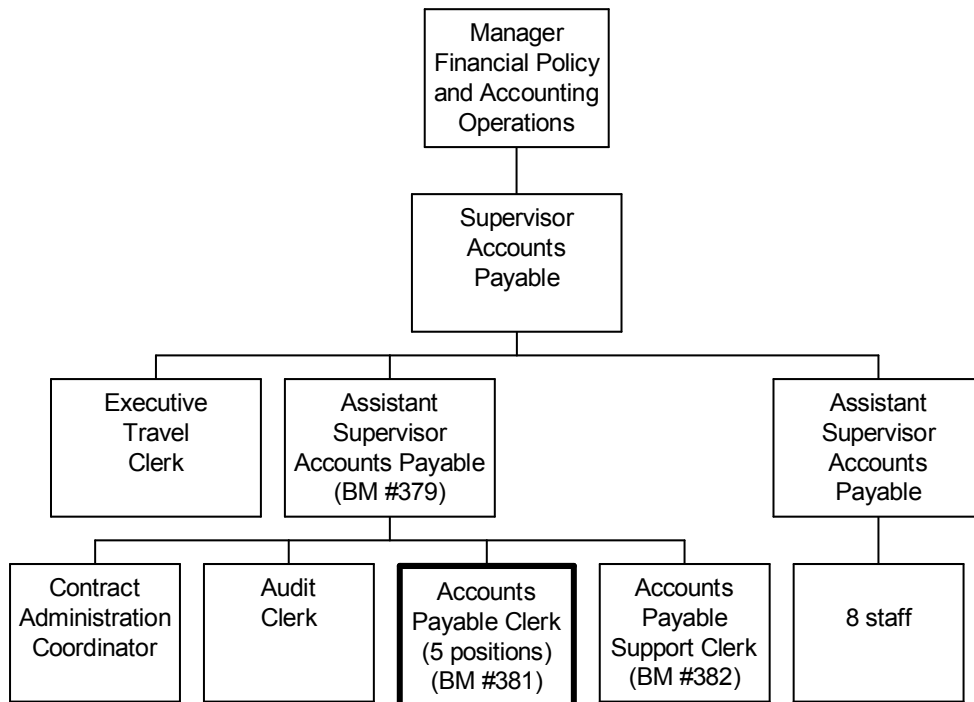 Manager
Financial Policy
and Accounting
Operations
Supervisor
Accounts
Payable
Executive
Travel
Clerk
Assistant
Supervisor
Accounts Payable
(BM #379)
Assistant
Supervisor
Accounts
Payable
Contract
Administration
Coordinator
Audit
Clerk
Accounts
Payable Clerk
(5 positions)
(BM #381)
Accounts
Payable
Support Clerk
(BM #382)
8 staff